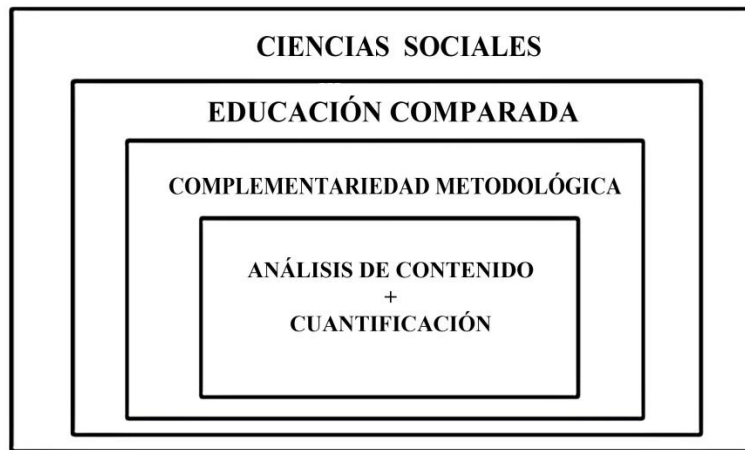 CIENCIAS SOCIALES
EDUCACIÓN COMPARADA
COMPLEMENTARIEDAD METODOLÓGICA
ANÁLISIS DE CONTENIDO
+
CUANTIFICACIÓN